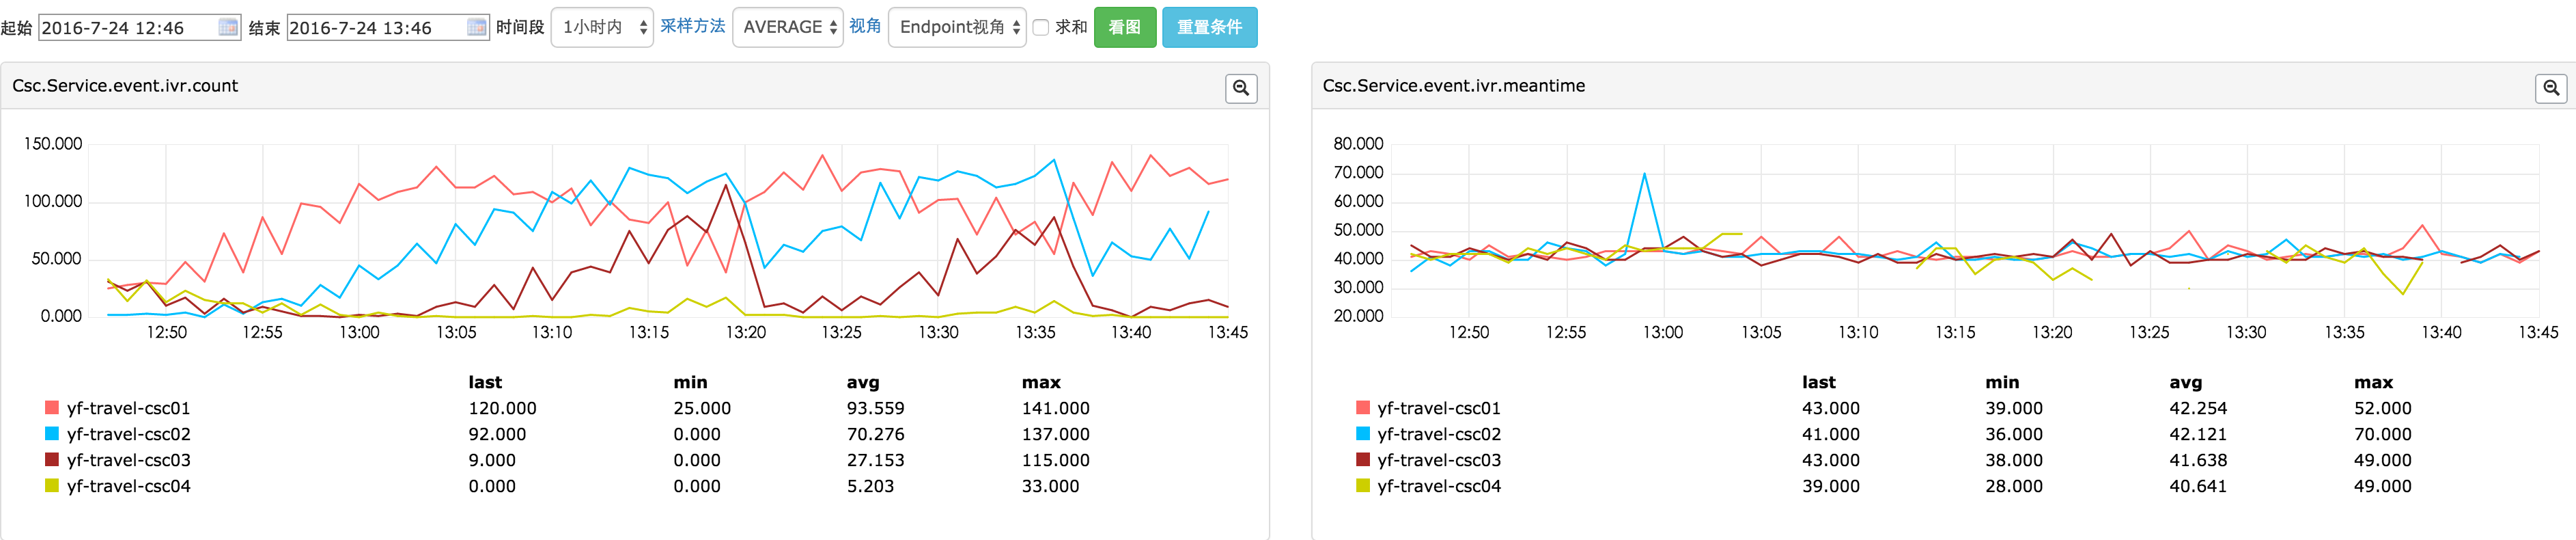 起始 2016-7-24 12:46 结束 2016-7-24 13:46 时间段 1小时内 采样方法 AVERAGE 视角 Endpoint视角 求和 看图 重置条件
Csc.Service.event.ivr.count
150.000
100.000
50.000
0.000
12:50 12:55 13:00 13:05 13:10 13:15 13:20 13:25 13:30 13:35 13:40 13:45
last min avg max
yf-travel-csc01 120.000 25.000 93.559 141.000
yf-travel-csc02 92.000 0.000 70.276 137.000
yf-travel-csc03 9.000 0.000 27.153 115.000
yf-travel-csc04 0.000 0.000 5.203 33.000
Csc.Service.event.ivr.meantime
80.000
70.000
60.000
50.000
40.000
30.000
20.000
12:50 12:55 13:00 13:05 13:10 13:15 13:20 13:25 13:30 13:35 13:40 13:45
last min avg max
yf-travel-csc01 43.000 39.000 42.254 52.000
yf-travel-csc02 41.000 36.000 42.121 70.000
yf-travel-csc03 43.000 38.000 41.638 49.000
yf-travel-csc04 39.000 28.000 40.641 49.000